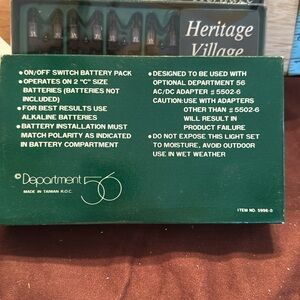 Heritage
Village
• ON/OFF SWITCH BATTERY PACK
• OPERATES ON 2 "C" SIZE
BATTERIES (BATTERIES NOT
INCLUDED)
• FOR BEST RESULTS USE
ALKALINE BATTERIES
• BATTERY INSTALLATION MUST
MATCH POLARITY AS INDICATED
IN BATTERY COMPARTMENT
• DESIGNED TO BE USED WITH
OPTIONAL DEPARTMENT 56
AC/DC ADAPTER #5502-6
CAUTION: USE WITH ADAPTERS
OTHER THAN #5502-6
WILL RESULT IN
PRODUCT FAILURE
• DO NOT EXPOSE THIS LIGHT SET
TO MOISTURE, AVOID OUTDOOR
USE IN WET WEATHER
© Department 56
MADE IN TAIWAN R.O.C.
ITEM NO. 5996-0